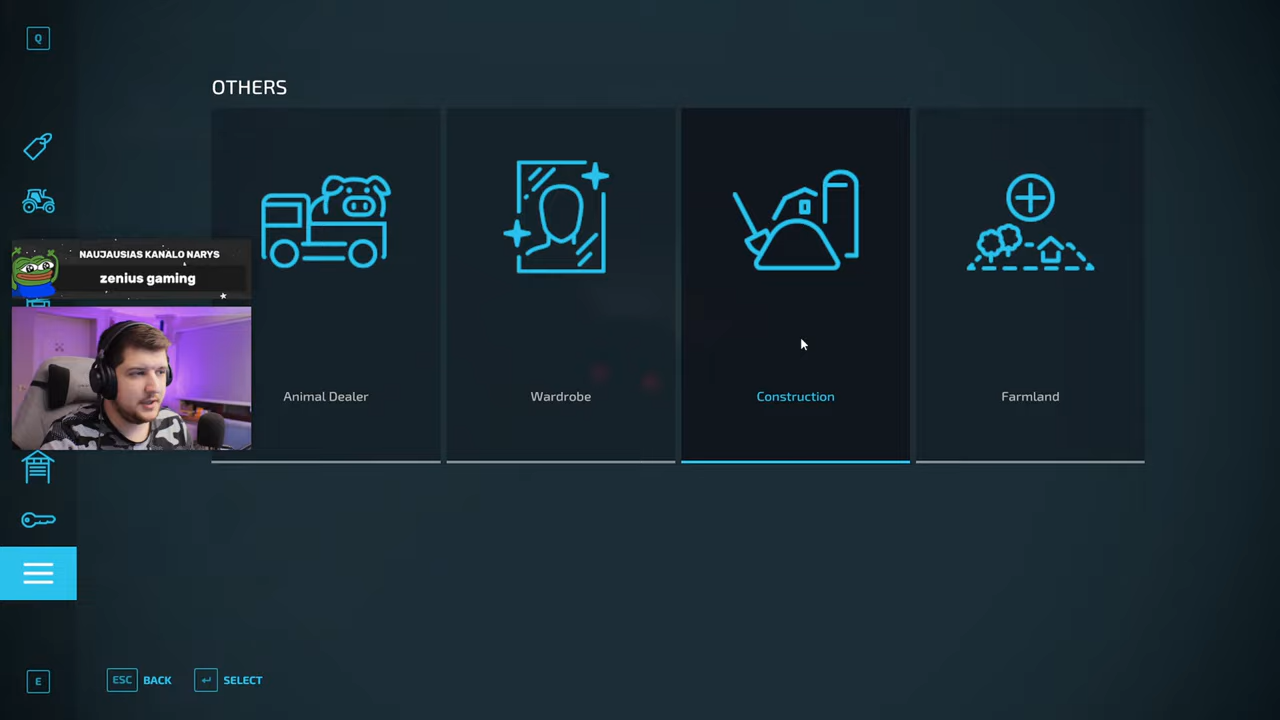 Q
OTHERS
NAUJAUSIAS KANALO NARYS
zenius gaming
Animal Dealer
Wardrobe
Construction
Farmland
E
ESC BACK
SELECT